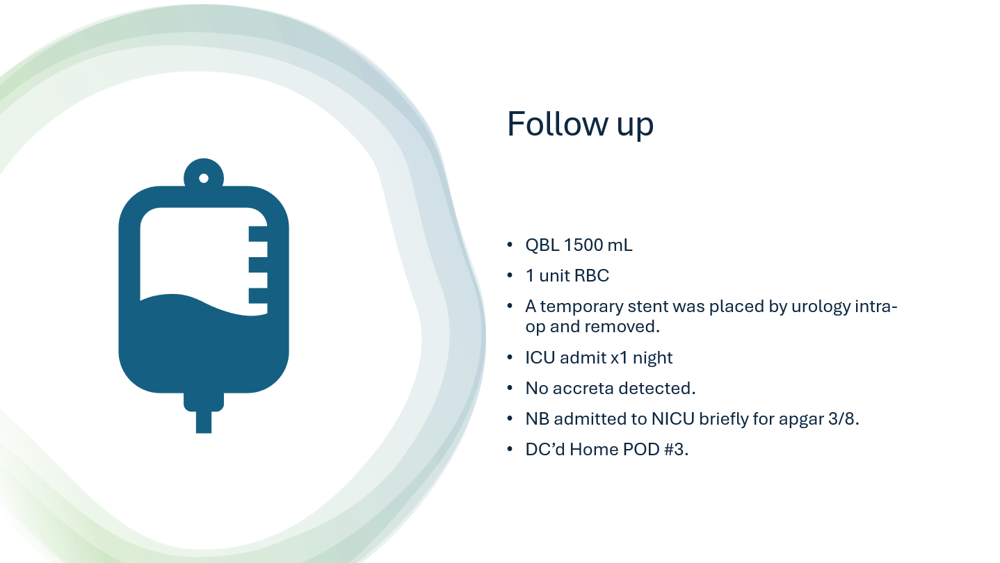 Follow up
• QBL 1500 mL
• 1 unit RBC
• A temporary stent was placed by urology intra-
op and removed.
• ICU admit x1 night
• No accreta detected.
• NB admitted to NICU briefly for apgar 3/8.
• DC’d Home POD #3.